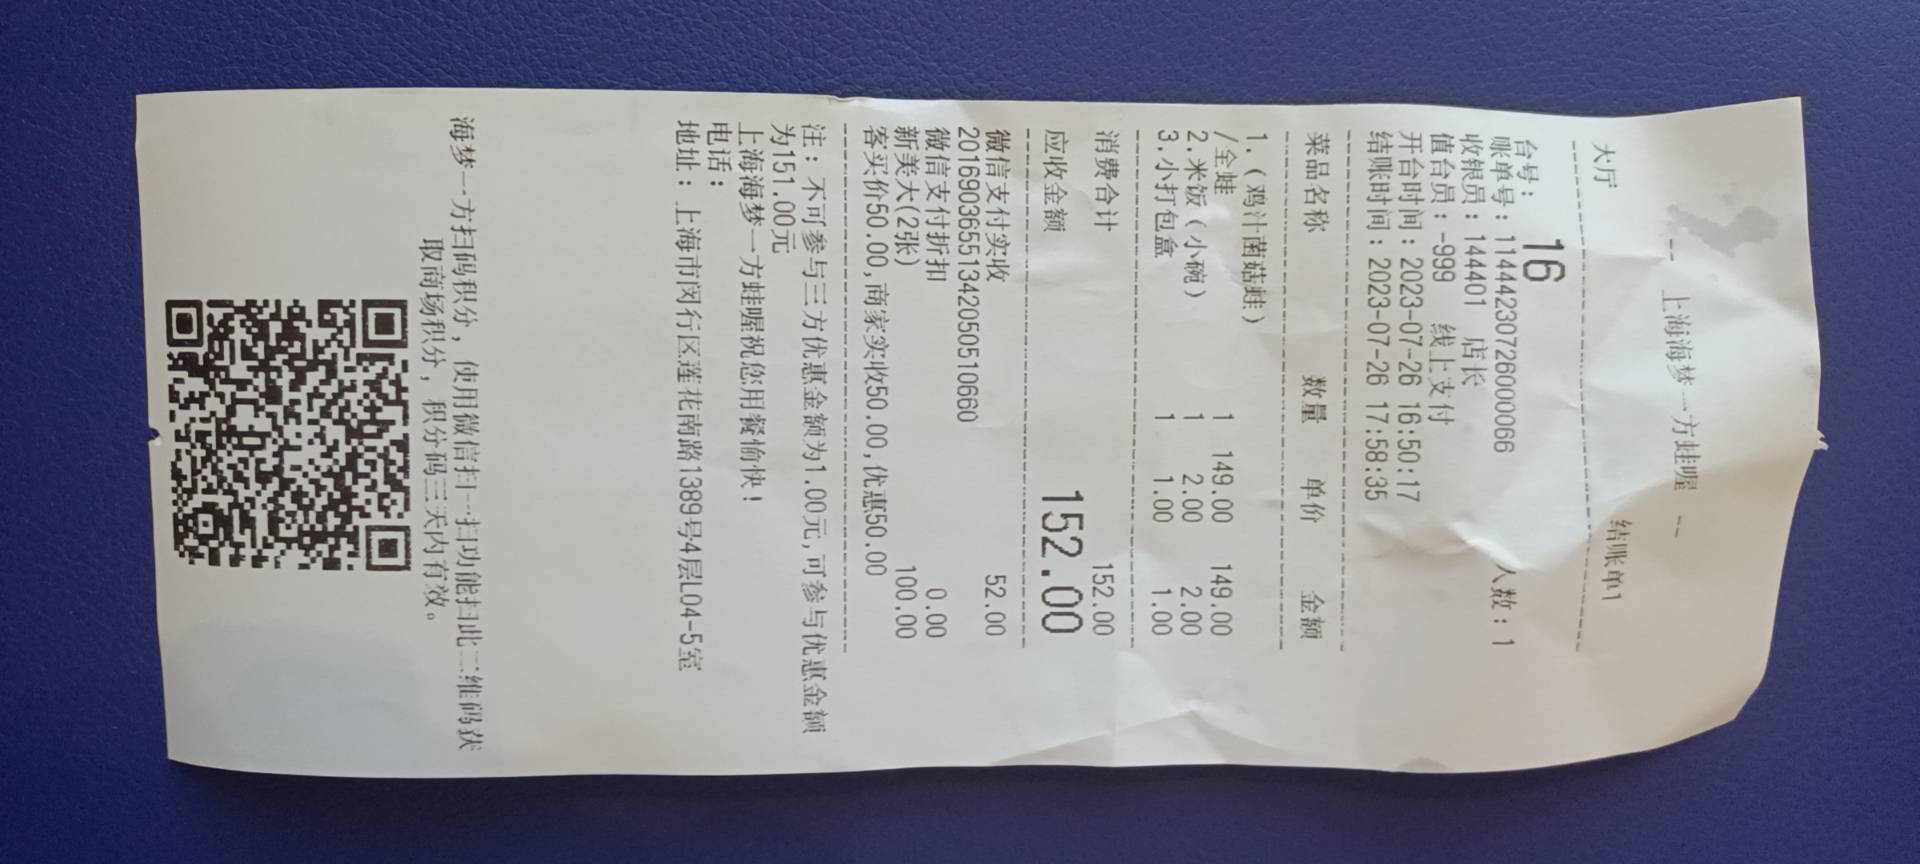 -- 上海海梦一方蛙喔 --
结账单1
大厅
台号： 16
账单号：1144423072600​00066 人数：1
收银员：144401 店长
值台员：-999 线上支付
开台时间：2023-07-26 16:50:17
结账时间：2023-07-26 17:58:35
菜品名称 数量 单价 金额
1.（鸡汁菌菇蛙）
/全蛙 1 149.00 149.00
2.米饭（小碗） 1 2.00 2.00
3.小打包盒 1 1.00 1.00
消费合计 152.00
应收金额 152.00
微信支付实收 52.00
2016903655134205050510660
微信支付折扣 0.00
新美大(2张) 100.00
客买价50.00,商家实收50.00,优惠50.00
注：不可参与三方优惠金额为1.00元,可参与优惠金额
为151.00元
上海海梦一方蛙喔祝您用餐愉快！
电话：
地址：上海市闵行区莲花南路1389号4层L04-5室
海梦一方扫码积分，使用微信扫一扫功能扫此二维码获
取商场积分，积分码三天内有效。